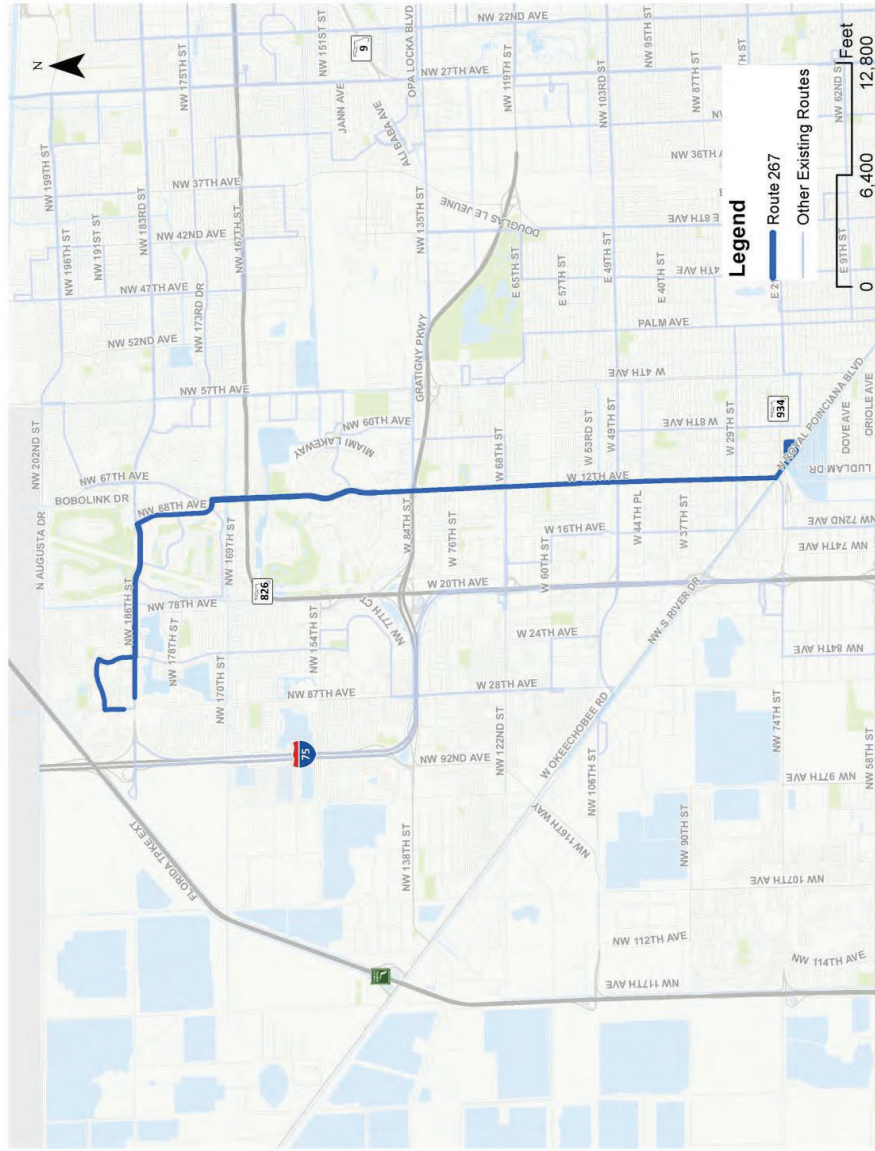 N
NW 202ND ST
N AUGUSTA DR
NW 199TH ST
NW 196TH ST
NW 191ST ST
NW 183RD ST
NW 175TH ST
NW 186TH ST
NW 178TH ST
NW 170TH ST
NW 169TH ST
NW 173RD DR
NW 167TH ST
BOBOLINK DR
NW 68TH AVE
NW 67TH AVE
NW 57TH AVE
NW 52ND AVE
NW 47TH AVE
NW 42ND AVE
NW 37TH AVE
NW 27TH AVE
NW 22ND AVE
NW 78TH AVE
NW 87TH AVE
FLORIDA TPKE EXT
75
826
9
NW 154TH ST
NW 151ST ST
JANN AVE
ALI BABA AVE
OPA LOCKA BLVD
MIAMI LAKEWAY
NW 60TH AVE
NW 77TH CT
NW 135TH ST
NW 138TH ST
W 84TH ST
GRATIGNY PKWY
DOUGLAS LE JEUNE
NW 119TH ST
NW 92ND AVE
NW 122ND ST
NW 116TH WAY
NW 106TH ST
W 28TH AVE
W 24TH AVE
W 20TH AVE
W 16TH AVE
W 12TH AVE
W 8TH AVE
W 4TH AVE
PALM AVE
W 76TH ST
W 68TH ST
W 60TH ST
W 53RD ST
W 49TH ST
W 44TH PL
W 37TH ST
W 29TH ST
E 65TH ST
E 57TH ST
E 49TH ST
E 40TH ST
E 9TH ST
E 8TH AVE
NW 103RD ST
NW 95TH ST
NW 87TH ST
NW 62ND ST
W OKEECHOBEE RD
NW S RIVER DR
N ROYAL POINCIANA BLVD
934
DOVE AVE
ORIOLE AVE
LUDLAM DR
NW 72ND AVE
NW 74TH AVE
NW 84TH AVE
NW 97TH AVE
NW 107TH AVE
NW 112TH AVE
NW 114TH AVE
NW 117TH AVE
NW 90TH ST
NW 74TH ST
NW 58TH ST
Legend
Route 267
Other Existing Routes
0 6,400 12,800
Feet